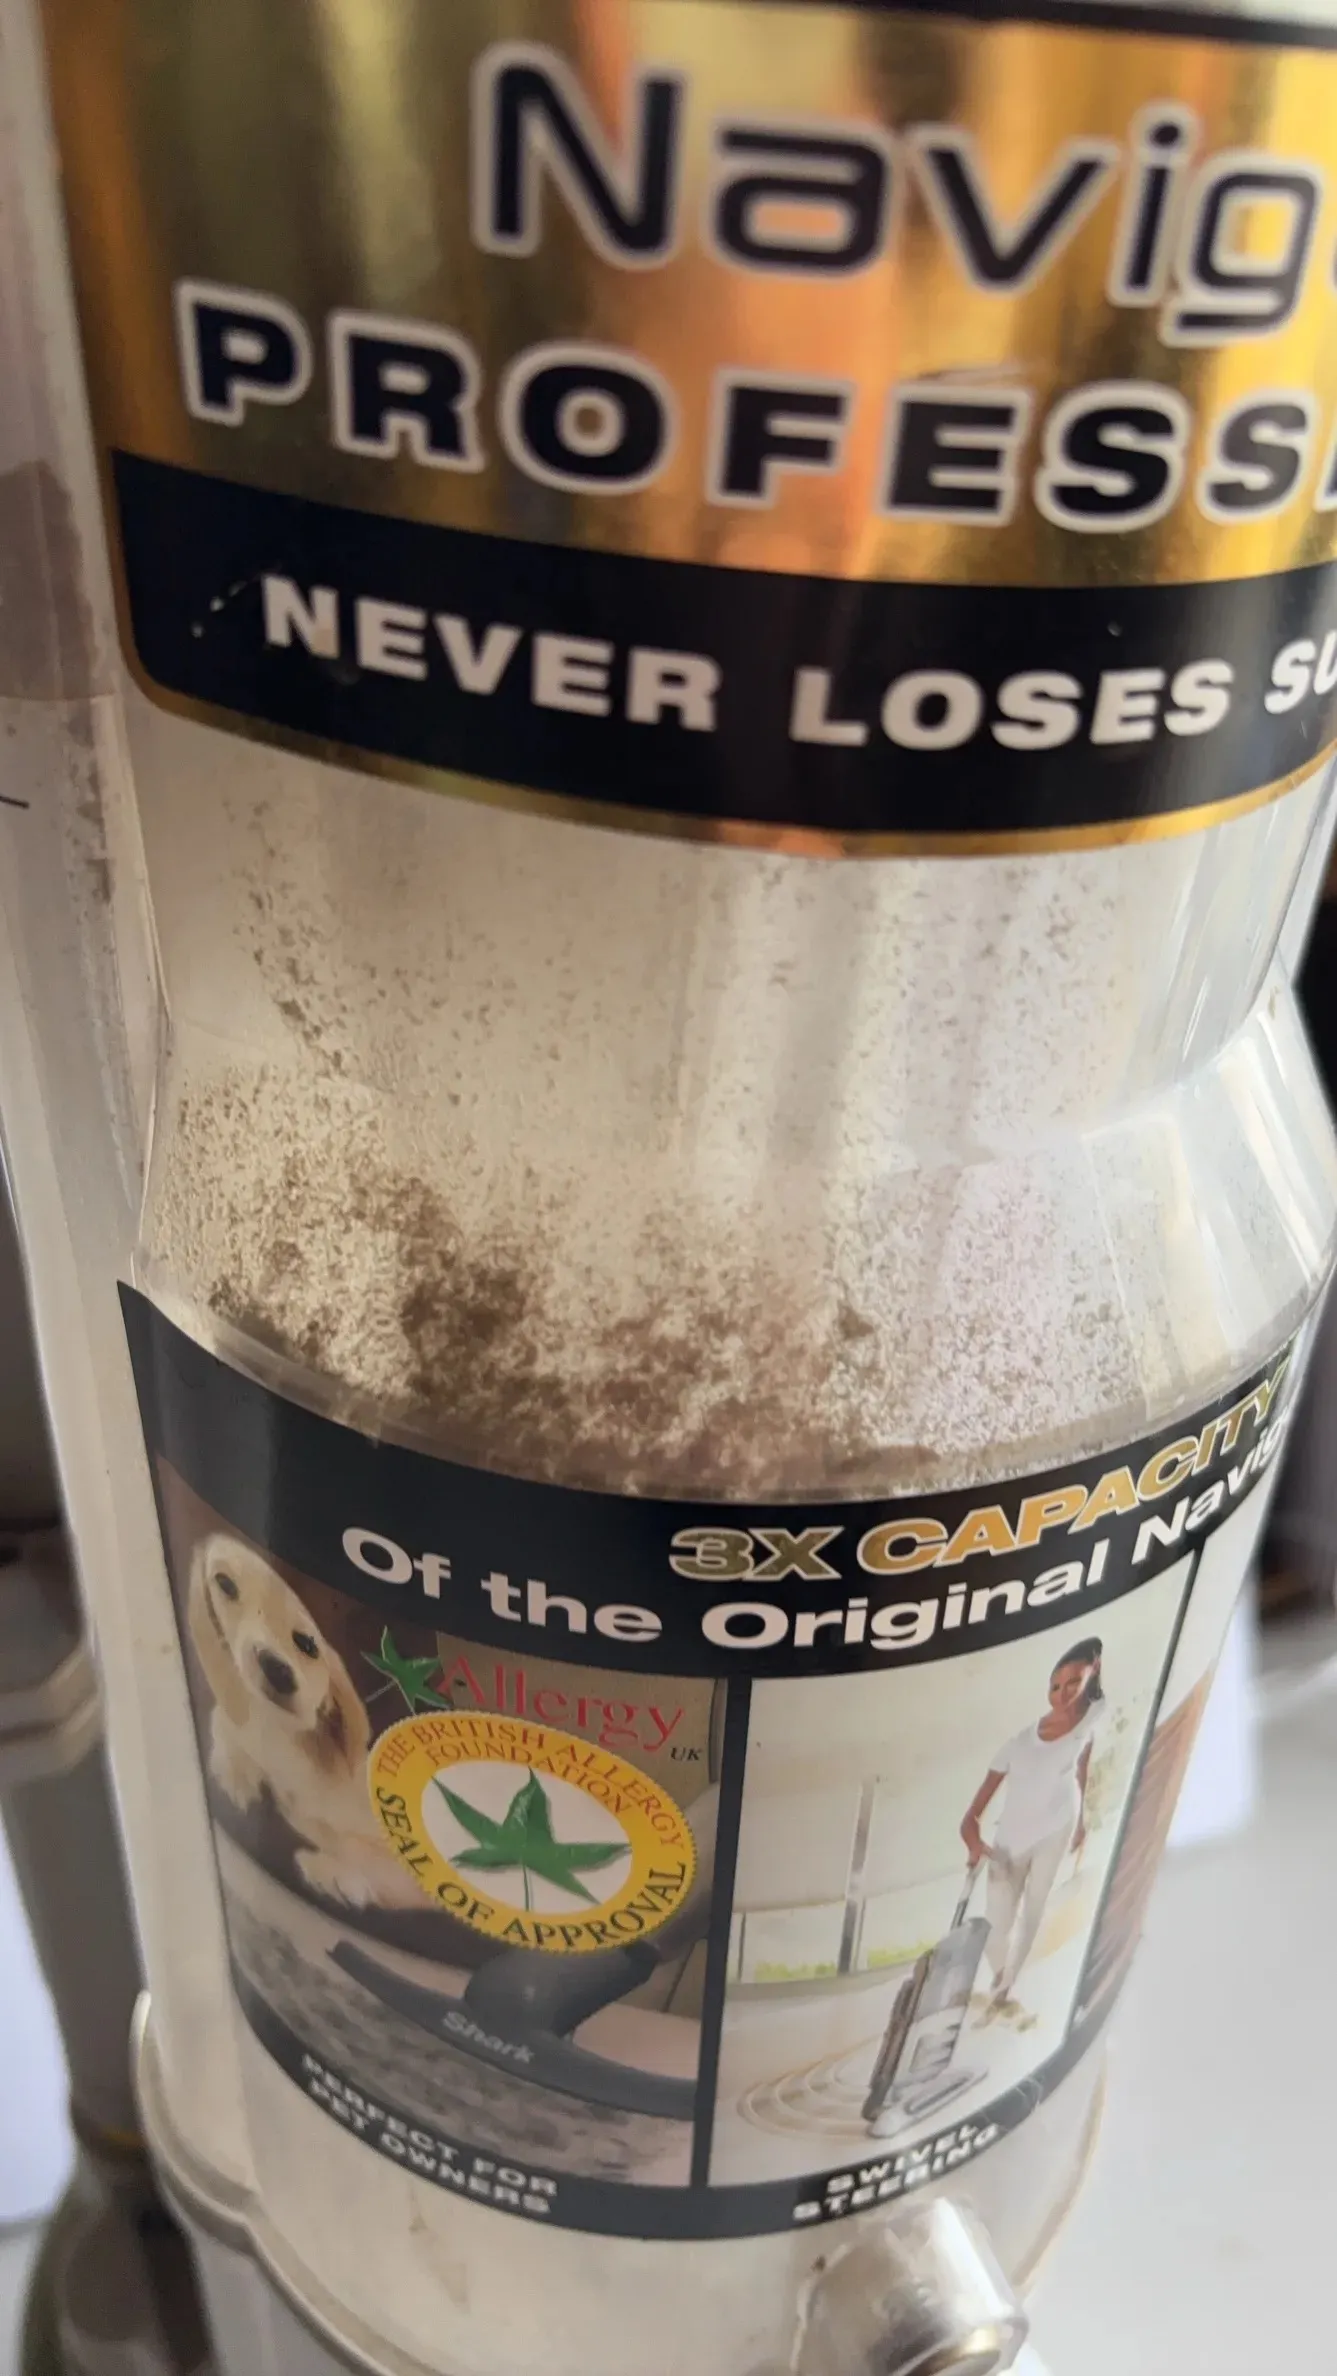 Navig
PROFESS
NEVER LOSES SU
3X CAPACITY
Of the Original Navig
Allergy
UK
THE BRITISH ALLERGY
FOUNDATION
SEAL OF APPROVAL
Shark
PERFECT FOR
PET OWNERS
SWIVEL
STEERING